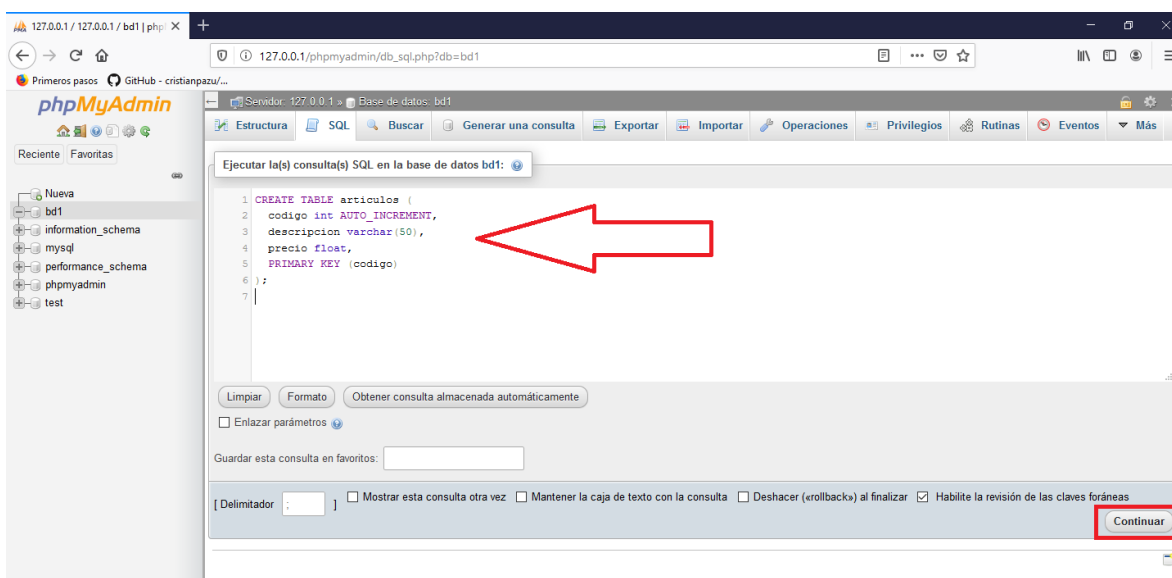 127.0.0.1 / 127.0.0.1 / bd1 | php
127.0.0.1/phpmyadmin/db_sql.php?db=bd1
Primeros pasos GitHub - cristianpazu/...
phpMyAdmin
Reciente Favoritas
Nueva
bd1
information_schema
mysql
performance_schema
phpmyadmin
test
Servidor: 127.0.0.1 » Base de datos: bd1
Estructura SQL Buscar Generar una consulta Exportar Importar Operaciones Privilegios Rutinas Eventos Más
Ejecutar la(s) consulta(s) SQL en la base de datos bd1:
1 CREATE TABLE articulos (
2 codigo int AUTO_INCREMENT,
3 descripcion varchar(50),
4 precio float,
5 PRIMARY KEY (codigo)
6 );
7
Limpiar Formato Obtener consulta almacenada automáticamente
Enlazar parámetros
Guardar esta consulta en favoritos:
[ Delimitador ; ] Mostrar esta consulta otra vez Mantener la caja de texto con la consulta Deshacer («rollback») al finalizar Habilite la revisión de las claves foráneas
Continuar